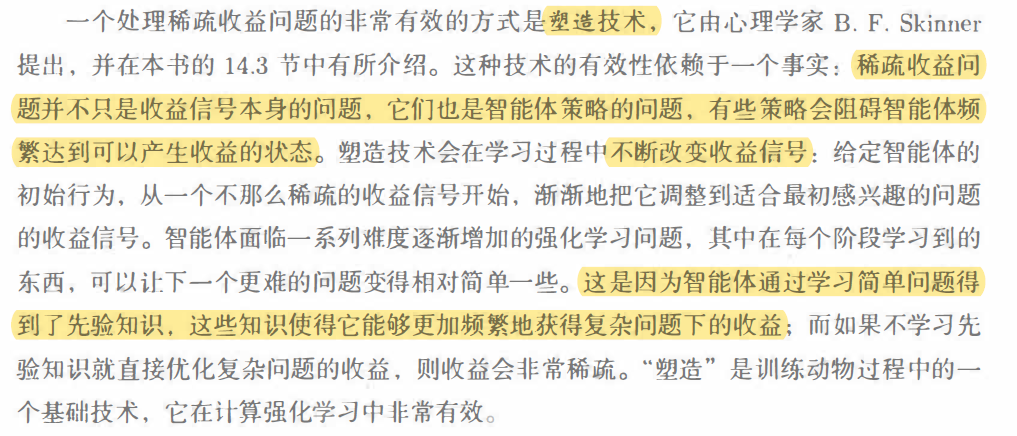 一个处理稀疏收益问题的非常有效的方式是塑造技术，它由心理学家 B. F. Skinner
提出，并在本书的 14.3 节中有所介绍。这种技术的有效性依赖于一个事实：稀疏收益问
题并不只是收益信号本身的问题，它们也是智能体策略的问题，有些策略会阻碍智能体频
繁达到可以产生收益的状态。塑造技术会在学习过程中不断改变收益信号：给定智能体的
初始行为，从一个不那么稀疏的收益信号开始，渐渐地把它调整到适合最初感兴趣的问题
的收益信号。智能体面临一系列难度逐渐增加的强化学习问题，其中在每个阶段学习到的
东西，可以让下一个更难的问题变得相对简单一些。这是因为智能体通过学习简单问题得
到了先验知识，这些知识使得它能够更加频繁地获得复杂问题下的收益；而如果不学习先
验知识就直接优化复杂问题的收益，则收益会非常稀疏。“塑造”是训练动物过程中的一
个基础技术，它在计算强化学习中非常有效。